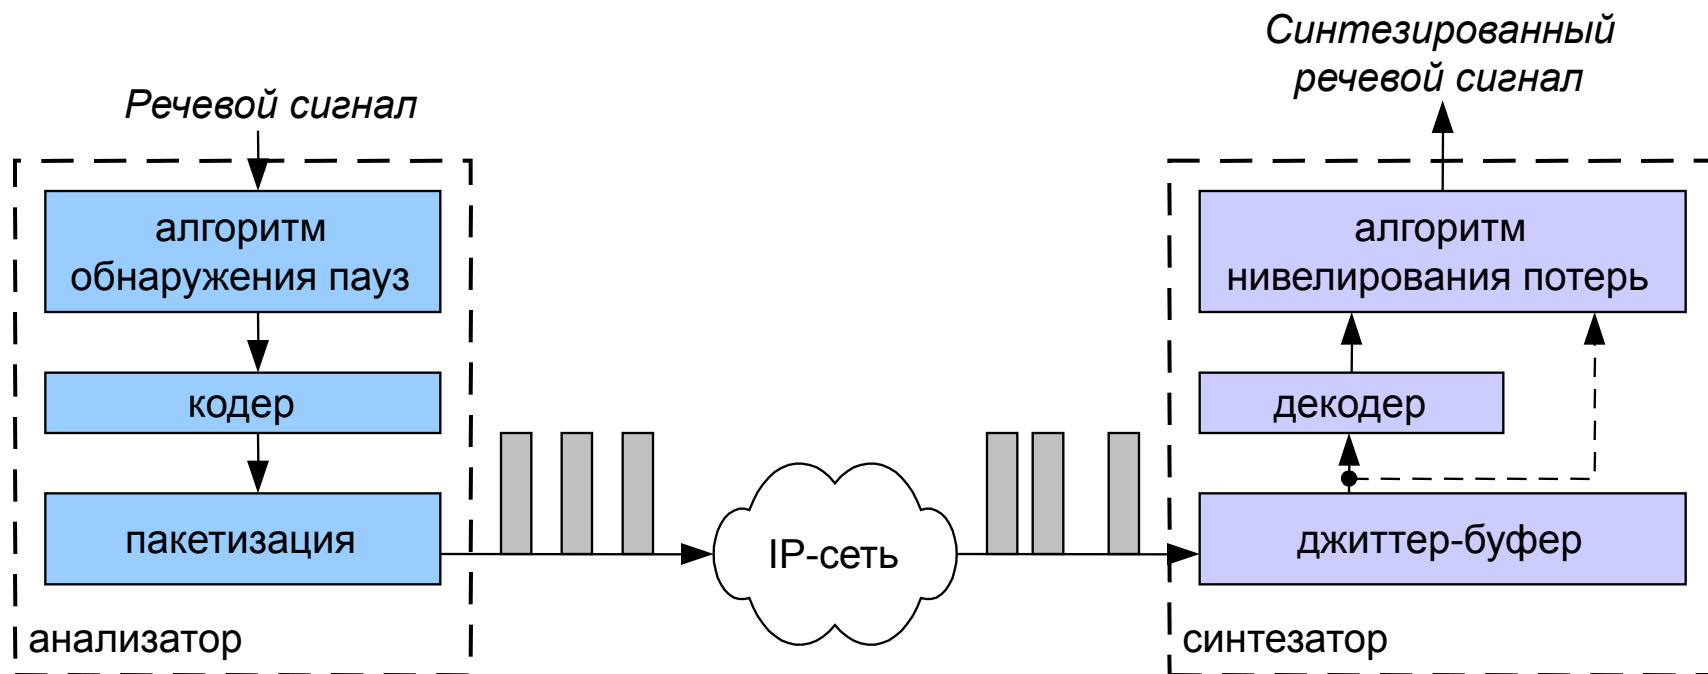 Речевой сигнал
алгоритм
обнаружения пауз
кодер
пакетизация
анализатор
IP-сеть
Синтезированный
речевой сигнал
алгоритм
нивелирования потерь
декодер
джиттер-буфер
синтезатор